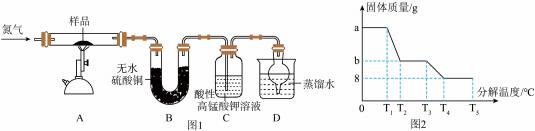 氮气
样品
无水
硫酸铜
酸性
高锰酸钾溶液
蒸馏水
A
B
C
D
图1
固体质量/g
a
b
8
0
T1
T2
T3
T4
T5
分解温度/℃
图2